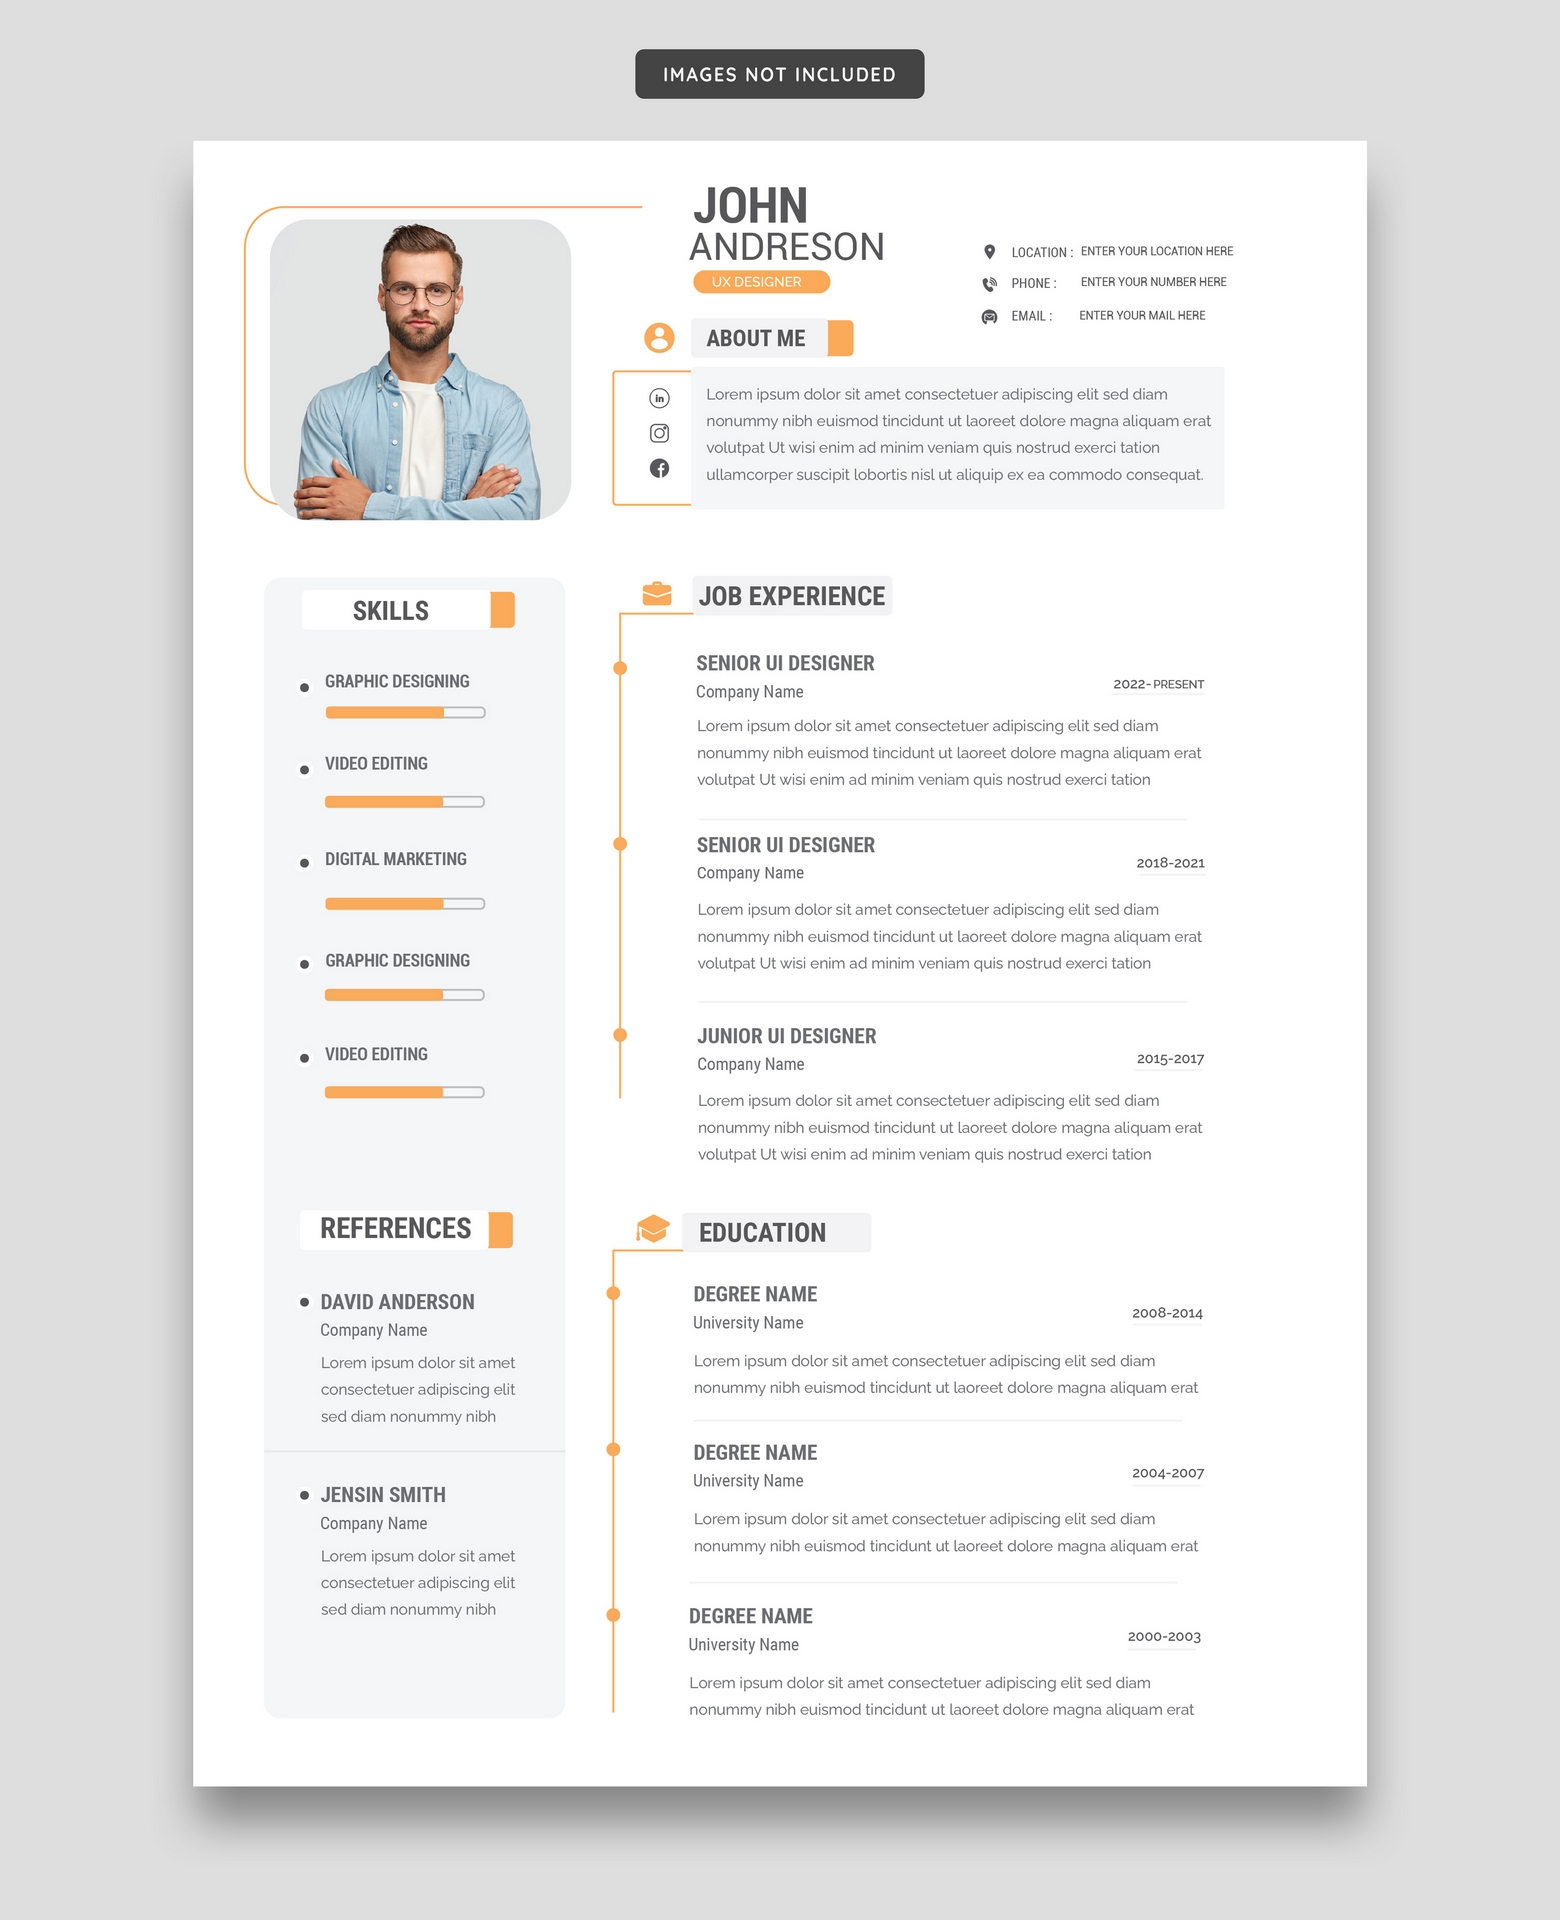 IMAGES NOT INCLUDED
JOHN
ANDRESON
UX DESIGNER
LOCATION : ENTER YOUR LOCATION HERE
PHONE : ENTER YOUR NUMBER HERE
EMAIL : ENTER YOUR MAIL HERE
ABOUT ME
in
Lorem ipsum dolor sit amet consectetuer adipiscing elit sed diam
nonummy nibh euismod tincidunt ut laoreet dolore magna aliquam erat
volutpat Ut wisi enim ad minim veniam quis nostrud exerci tation
ullamcorper suscipit lobortis nisl ut aliquip ex ea commodo consequat.
SKILLS
GRAPHIC DESIGNING
VIDEO EDITING
DIGITAL MARKETING
GRAPHIC DESIGNING
VIDEO EDITING
REFERENCES
DAVID ANDERSON
Company Name
Lorem ipsum dolor sit amet
consectetuer adipiscing elit
sed diam nonummy nibh
JENSIN SMITH
Company Name
Lorem ipsum dolor sit amet
consectetuer adipiscing elit
sed diam nonummy nibh
JOB EXPERIENCE
SENIOR UI DESIGNER
Company Name
2022- PRESENT
Lorem ipsum dolor sit amet consectetuer adipiscing elit sed diam
nonummy nibh euismod tincidunt ut laoreet dolore magna aliquam erat
volutpat Ut wisi enim ad minim veniam quis nostrud exerci tation
SENIOR UI DESIGNER
Company Name
2018-2021
Lorem ipsum dolor sit amet consectetuer adipiscing elit sed diam
nonummy nibh euismod tincidunt ut laoreet dolore magna aliquam erat
volutpat Ut wisi enim ad minim veniam quis nostrud exerci tation
JUNIOR UI DESIGNER
Company Name
2015-2017
Lorem ipsum dolor sit amet consectetuer adipiscing elit sed diam
nonummy nibh euismod tincidunt ut laoreet dolore magna aliquam erat
volutpat Ut wisi enim ad minim veniam quis nostrud exerci tation
EDUCATION
DEGREE NAME
University Name
2008-2014
Lorem ipsum dolor sit amet consectetuer adipiscing elit sed diam
nonummy nibh euismod tincidunt ut laoreet dolore magna aliquam erat
DEGREE NAME
University Name
2004-2007
Lorem ipsum dolor sit amet consectetuer adipiscing elit sed diam
nonummy nibh euismod tincidunt ut laoreet dolore magna aliquam erat
DEGREE NAME
University Name
2000-2003
Lorem ipsum dolor sit amet consectetuer adipiscing elit sed diam
nonummy nibh euismod tincidunt ut laoreet dolore magna aliquam erat